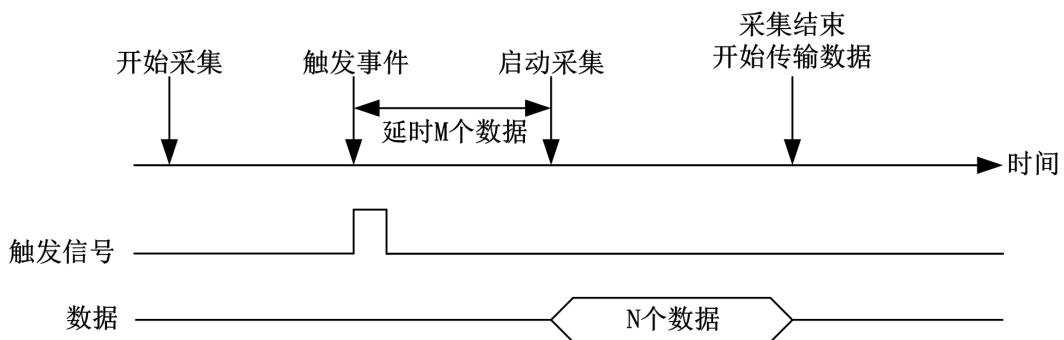 采集结束
开始传输数据
开始采集
触发事件
启动采集
延时M个数据
时间
触发信号
数据
N个数据